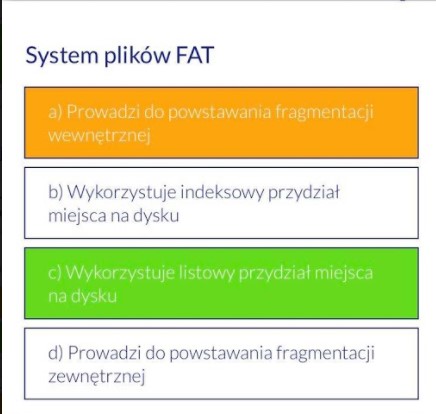 System plików FAT
a) Prowadzi do powstawania fragmentacji
wewnętrznej
b) Wykorzystuje indeksowy przydział
miejsca na dysku
c) Wykorzystuje listowy przydział miejsca
na dysku
d) Prowadzi do powstawania fragmentacji
zewnętrznej